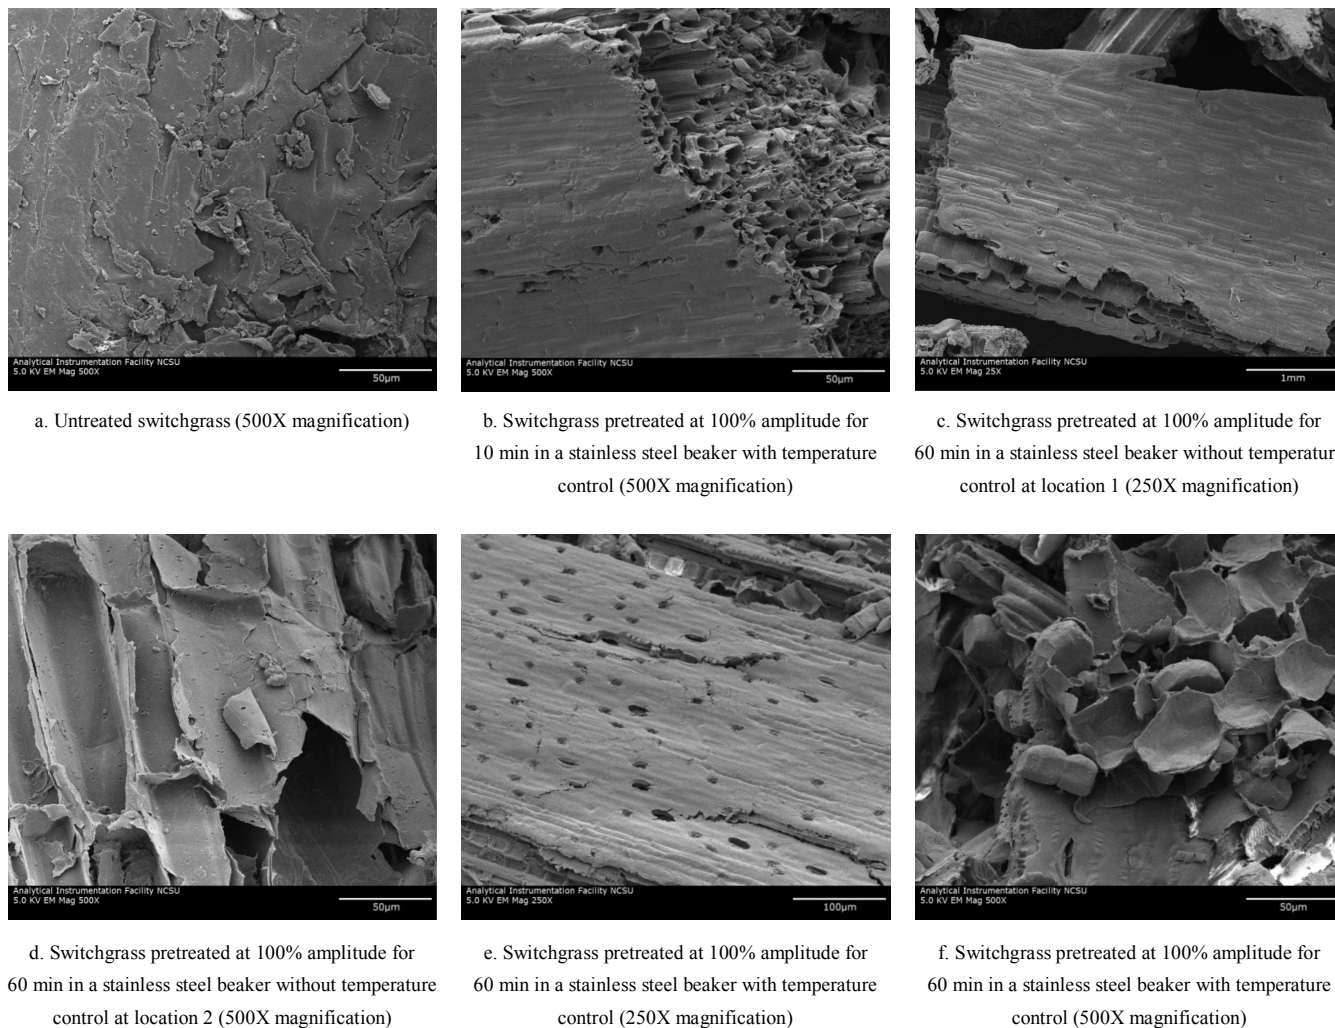 Analytical Instrumentation Facility NCSU
5.0 KV EM Mag 500X
50μm
a. Untreated switchgrass (500X magnification)
Analytical Instrumentation Facility NCSU
5.0 KV EM Mag 500X
50μm
b. Switchgrass pretreated at 100% amplitude for
10 min in a stainless steel beaker with temperature
control (500X magnification)
Analytical Instrumentation Facility NCSU
5.0 KV EM Mag 25X
1mm
c. Switchgrass pretreated at 100% amplitude for
60 min in a stainless steel beaker without temperatur
control at location 1 (250X magnification)
Analytical Instrumentation Facility NCSU
5.0 KV EM Mag 500X
50μm
d. Switchgrass pretreated at 100% amplitude for
60 min in a stainless steel beaker without temperature
control at location 2 (500X magnification)
Analytical Instrumentation Facility NCSU
5.0 KV EM Mag 250X
100μm
e. Switchgrass pretreated at 100% amplitude for
60 min in a stainless steel beaker with temperature
control (250X magnification)
Analytical Instrumentation Facility NCSU
5.0 KV EM Mag 500X
50μm
f. Switchgrass pretreated at 100% amplitude for
60 min in a stainless steel beaker with temperature
control (500X magnification)